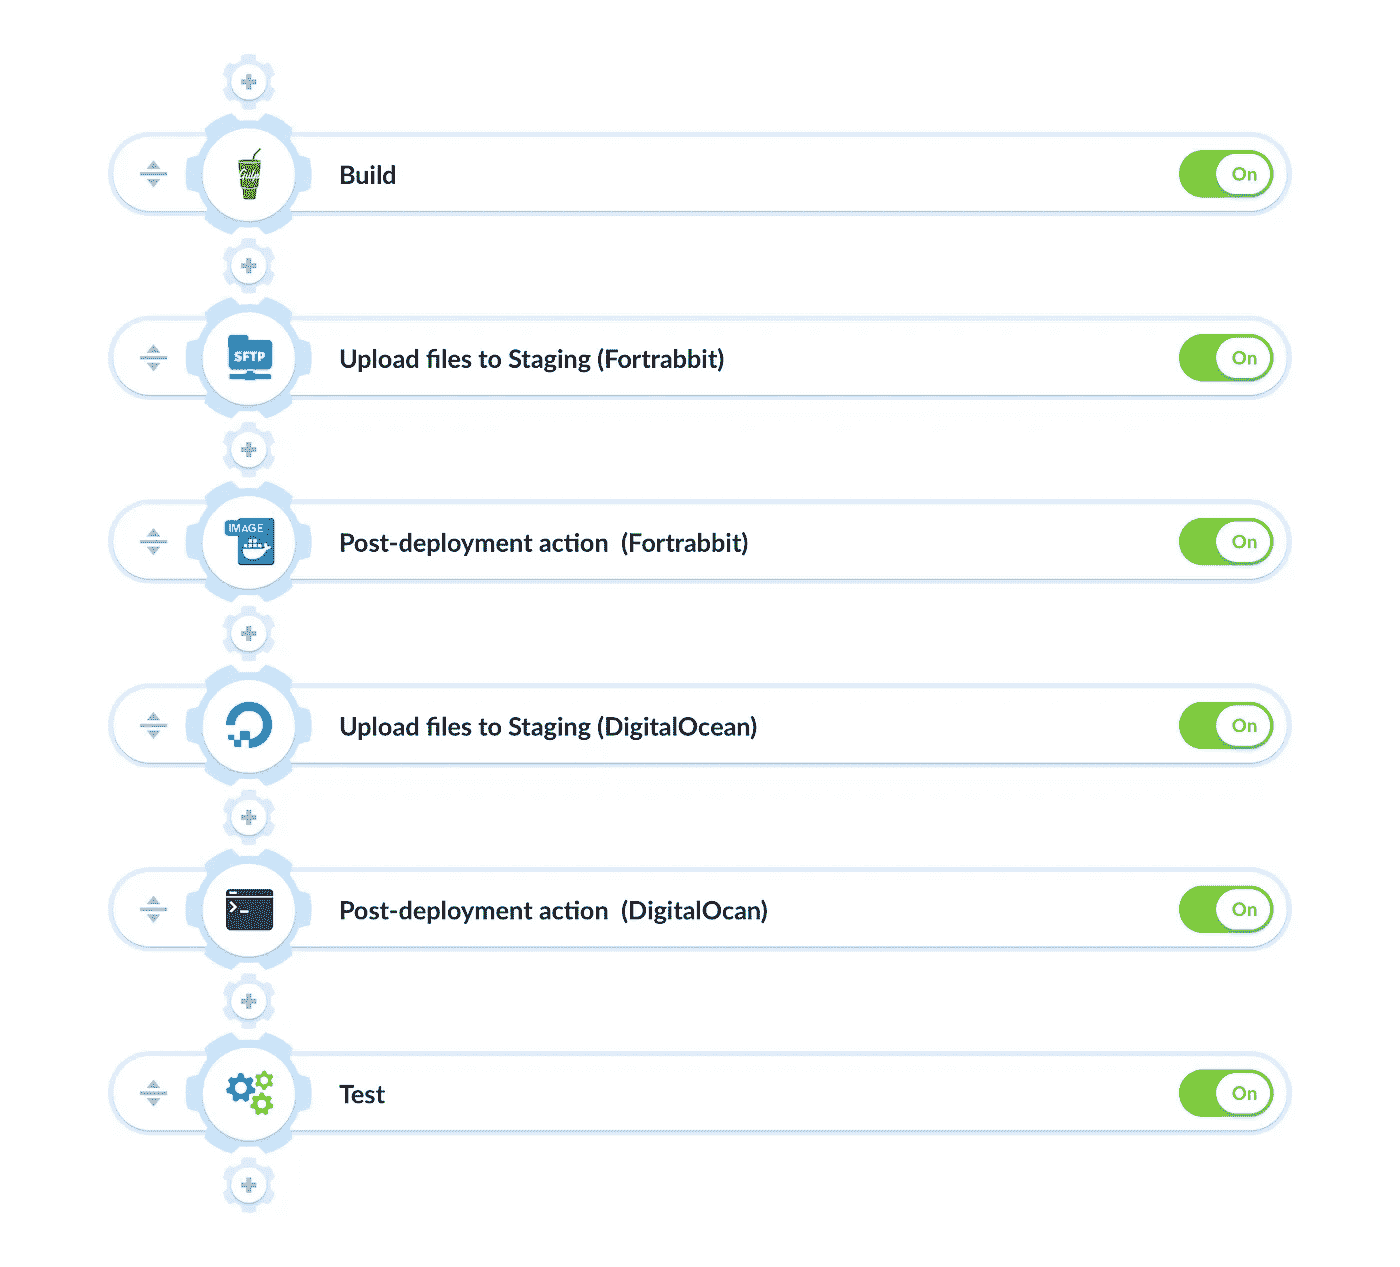 Build
On
SFTP
Upload files to Staging (Fortrabbit)
On
IMAGE
Post-deployment action (Fortrabbit)
On
Upload files to Staging (DigitalOcean)
On
Post-deployment action (DigitalOcan)
On
Test
On